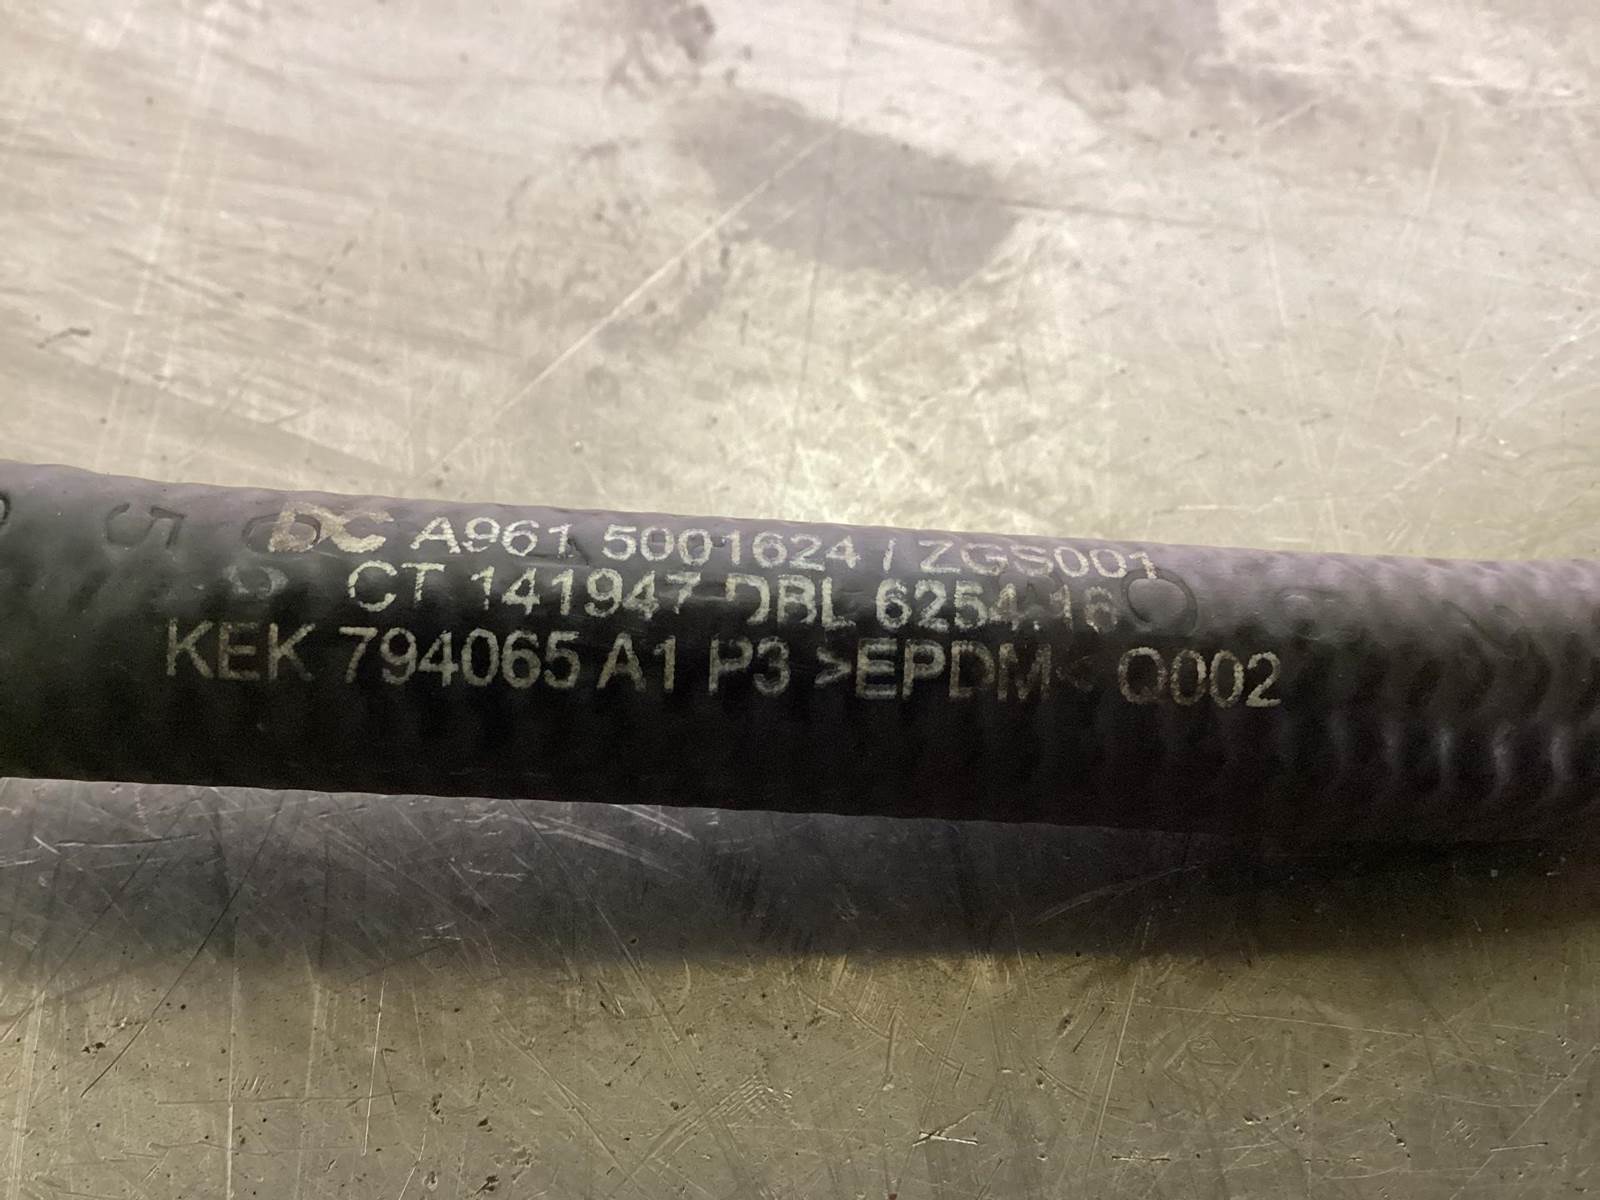 DC A961 5001624 / ZGS001
CT 141947 DBL 6254.16
KEK 794065 A1 P3 >EPDM< Q002